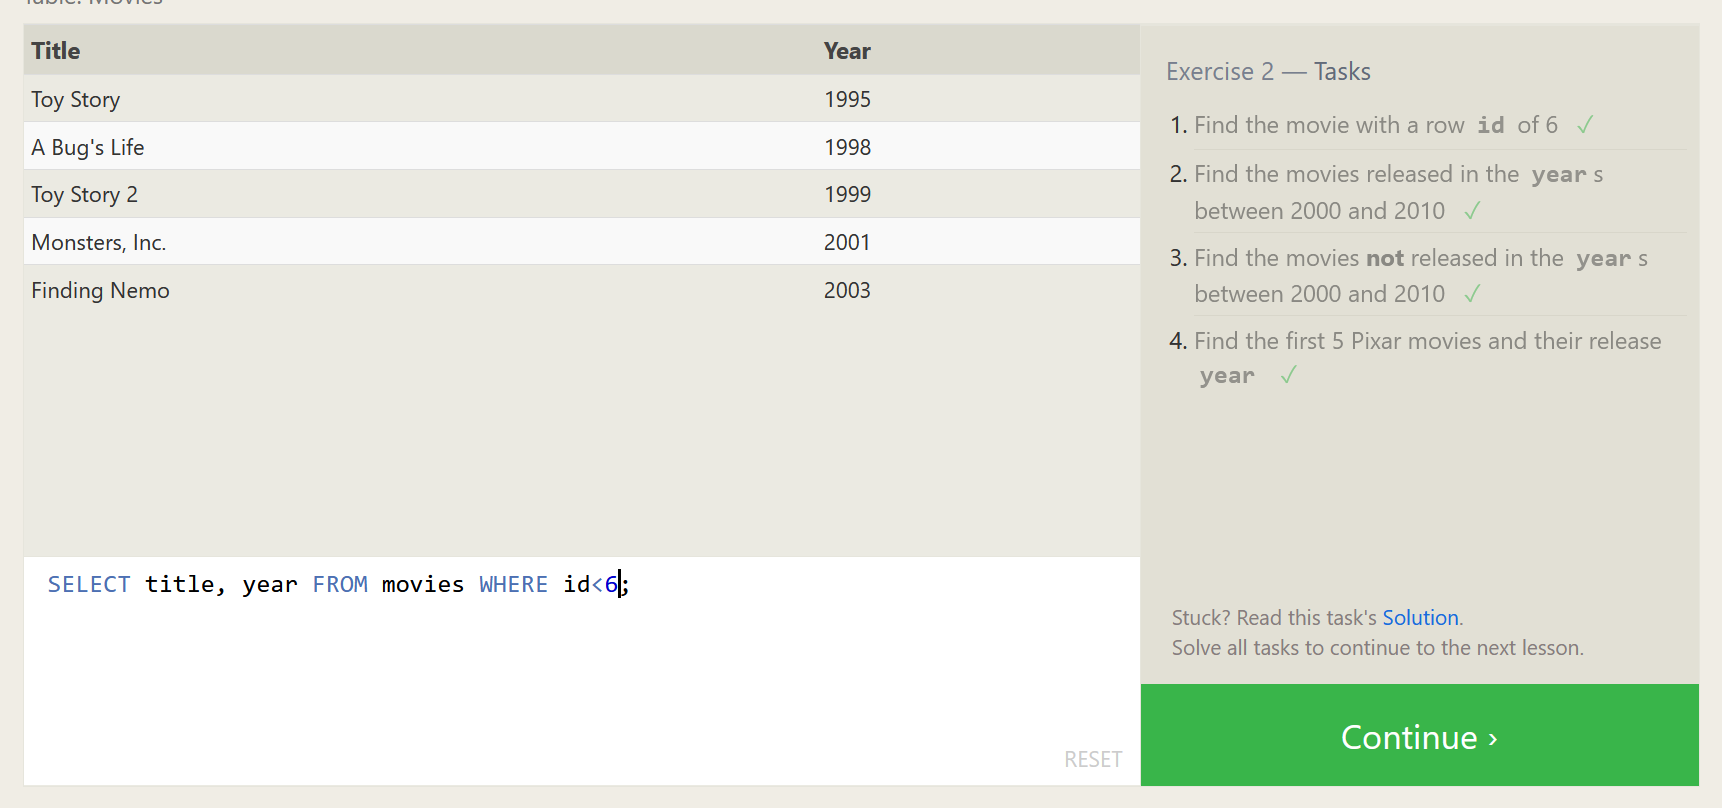 Table: Movies
Title Year
Toy Story 1995
A Bug's Life 1998
Toy Story 2 1999
Monsters, Inc. 2001
Finding Nemo 2003
SELECT title, year FROM movies WHERE id<6;
RESET
Exercise 2 — Tasks
1. Find the movie with a row id of 6 ✓
2. Find the movies released in the year s
between 2000 and 2010 ✓
3. Find the movies not released in the year s
between 2000 and 2010 ✓
4. Find the first 5 Pixar movies and their release
year ✓
Stuck? Read this task's Solution.
Solve all tasks to continue to the next lesson.
Continue ›